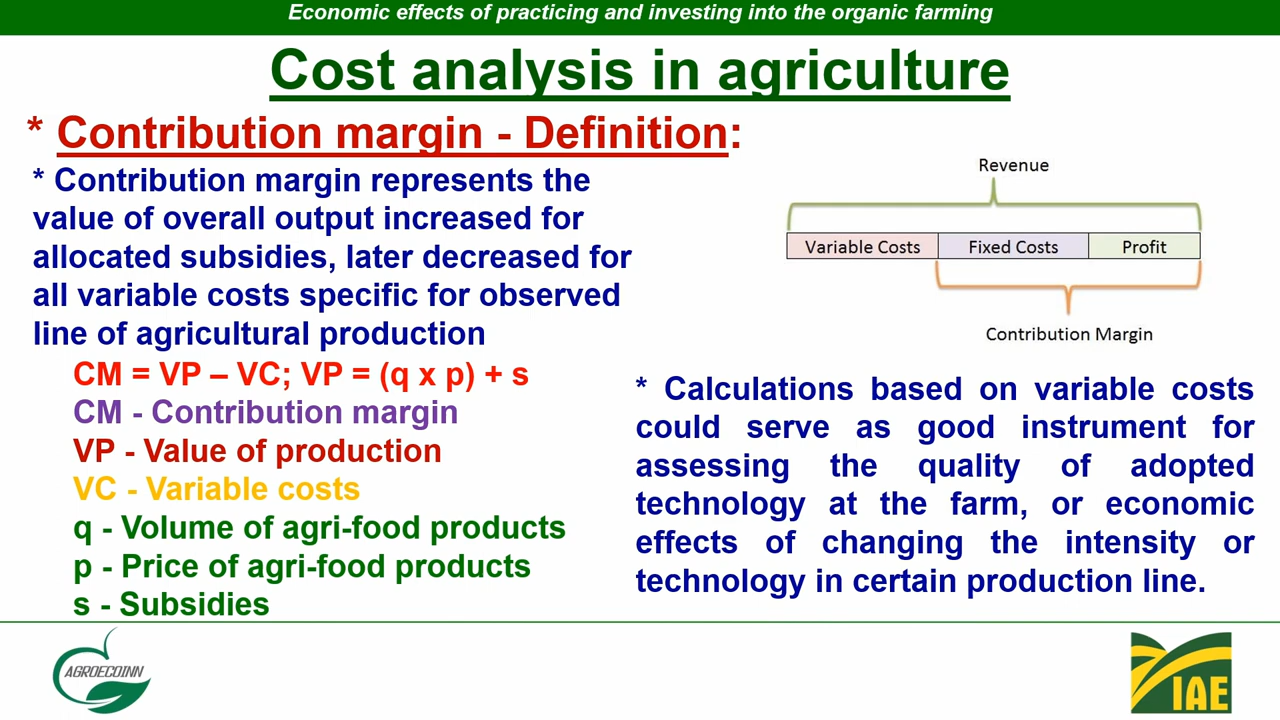 Economic effects of practicing and investing into the organic farming
Cost analysis in agriculture
* Contribution margin - Definition:
* Contribution margin represents the
value of overall output increased for
allocated subsidies, later decreased for
all variable costs specific for observed
line of agricultural production
CM = VP – VC; VP = (q x p) + s
CM - Contribution margin
VP - Value of production
VC - Variable costs
q - Volume of agri-food products
p - Price of agri-food products
s - Subsidies
Revenue
Variable Costs Fixed Costs Profit
Contribution Margin
* Calculations based on variable costs
could serve as good instrument for
assessing the quality of adopted
technology at the farm, or economic
effects of changing the intensity or
technology in certain production line.
AGROECOINN
IAE